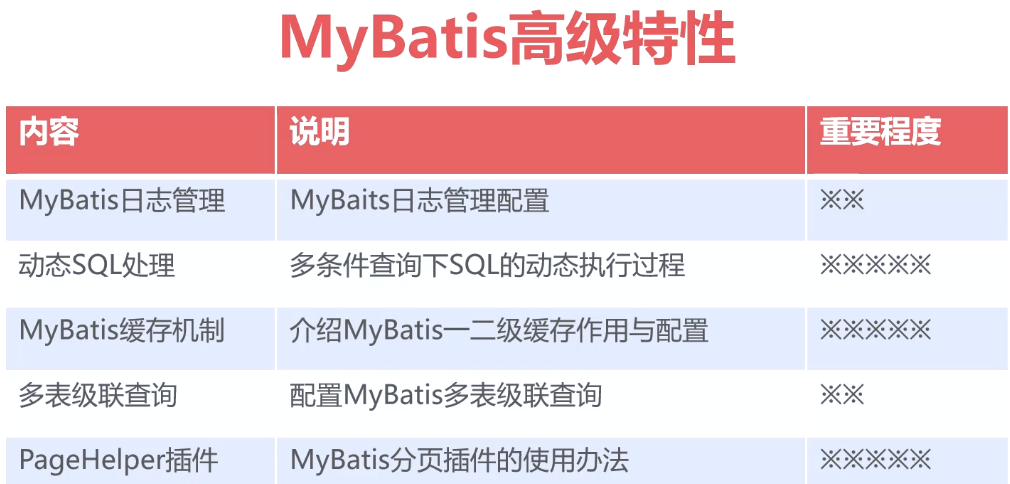 MyBatis高级特性
内容 说明 重要程度
MyBatis日志管理 MyBaits日志管理配置 ※※
动态SQL处理 多条件查询下SQL的动态执行过程 ※※※※※
MyBatis缓存机制 介绍MyBatis一二级缓存作用与配置 ※※※※※
多表级联查询 配置MyBatis多表级联查询 ※※
PageHelper插件 MyBatis分页插件的使用办法 ※※※※※